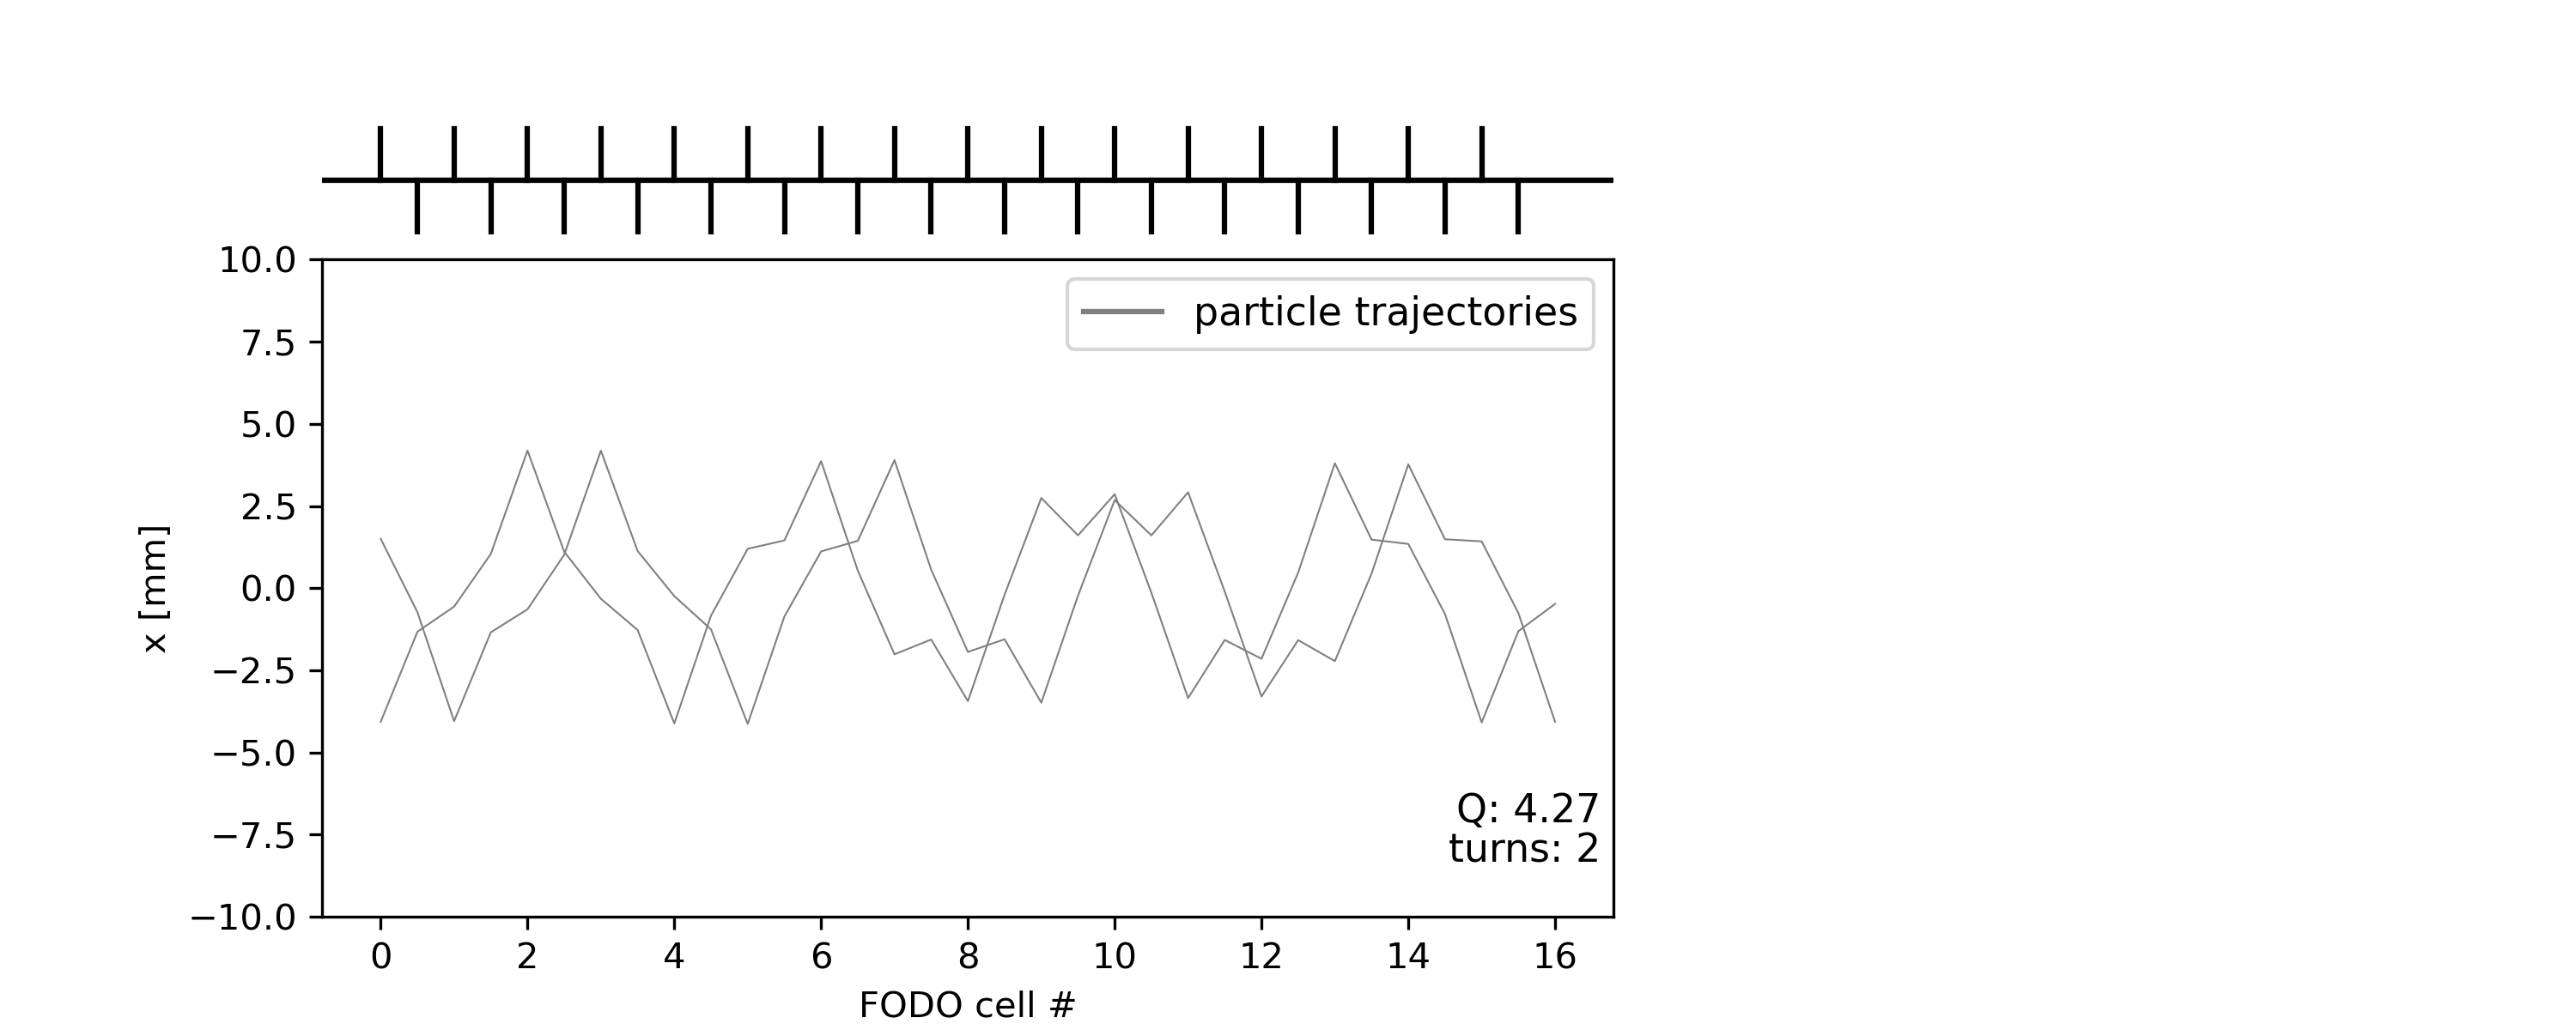 10.0
7.5
5.0
2.5
0.0
−2.5
−5.0
−7.5
−10.0
x [mm]
particle trajectories
Q: 4.27
turns: 2
0 2 4 6 8 10 12 14 16
FODO cell #